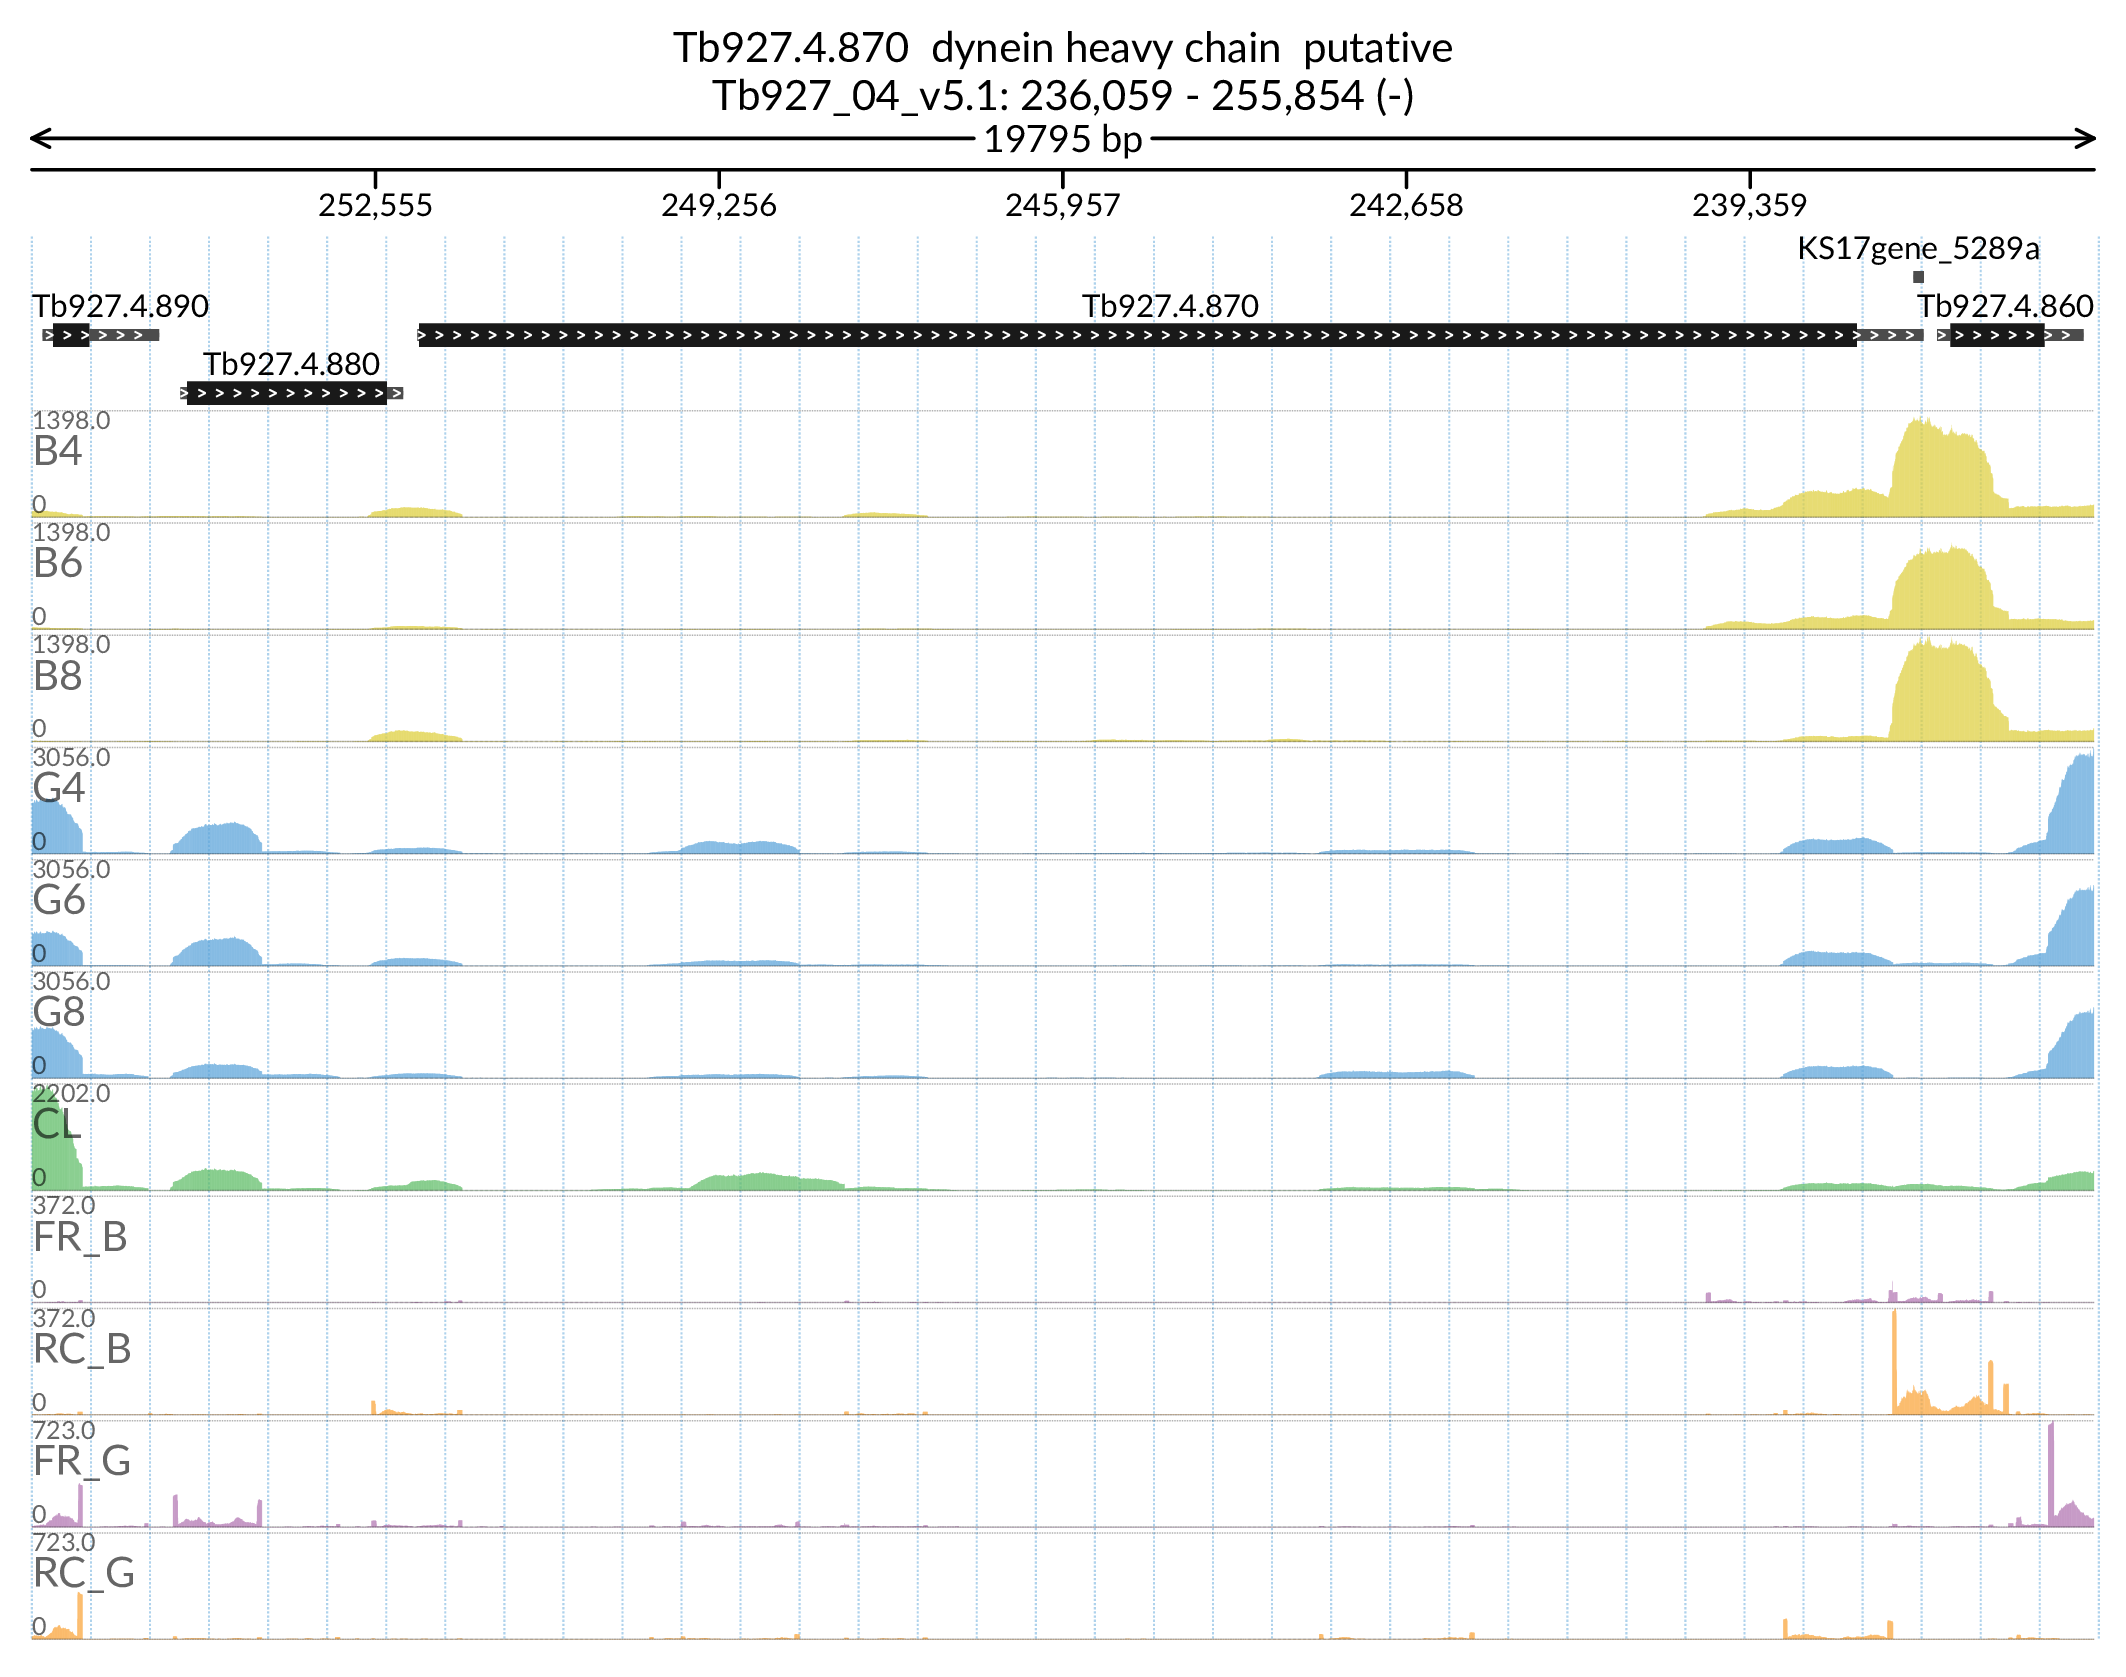 Tb927.4.870 dynein heavy chain putative
Tb927_04_v5.1: 236,059 - 255,854 (-)
19795 bp
252,555 249,256 245,957 242,658 239,359
KS17gene_5289a
Tb927.4.890 Tb927.4.870 Tb927.4.860
Tb927.4.880
1398.0
B4
0
1398.0
B6
0
1398.0
B8
0
3056.0
G4
0
3056.0
G6
0
3056.0
G8
0
2202.0
CL
0
372.0
FR_B
0
372.0
RC_B
0
723.0
FR_G
0
723.0
RC_G
0